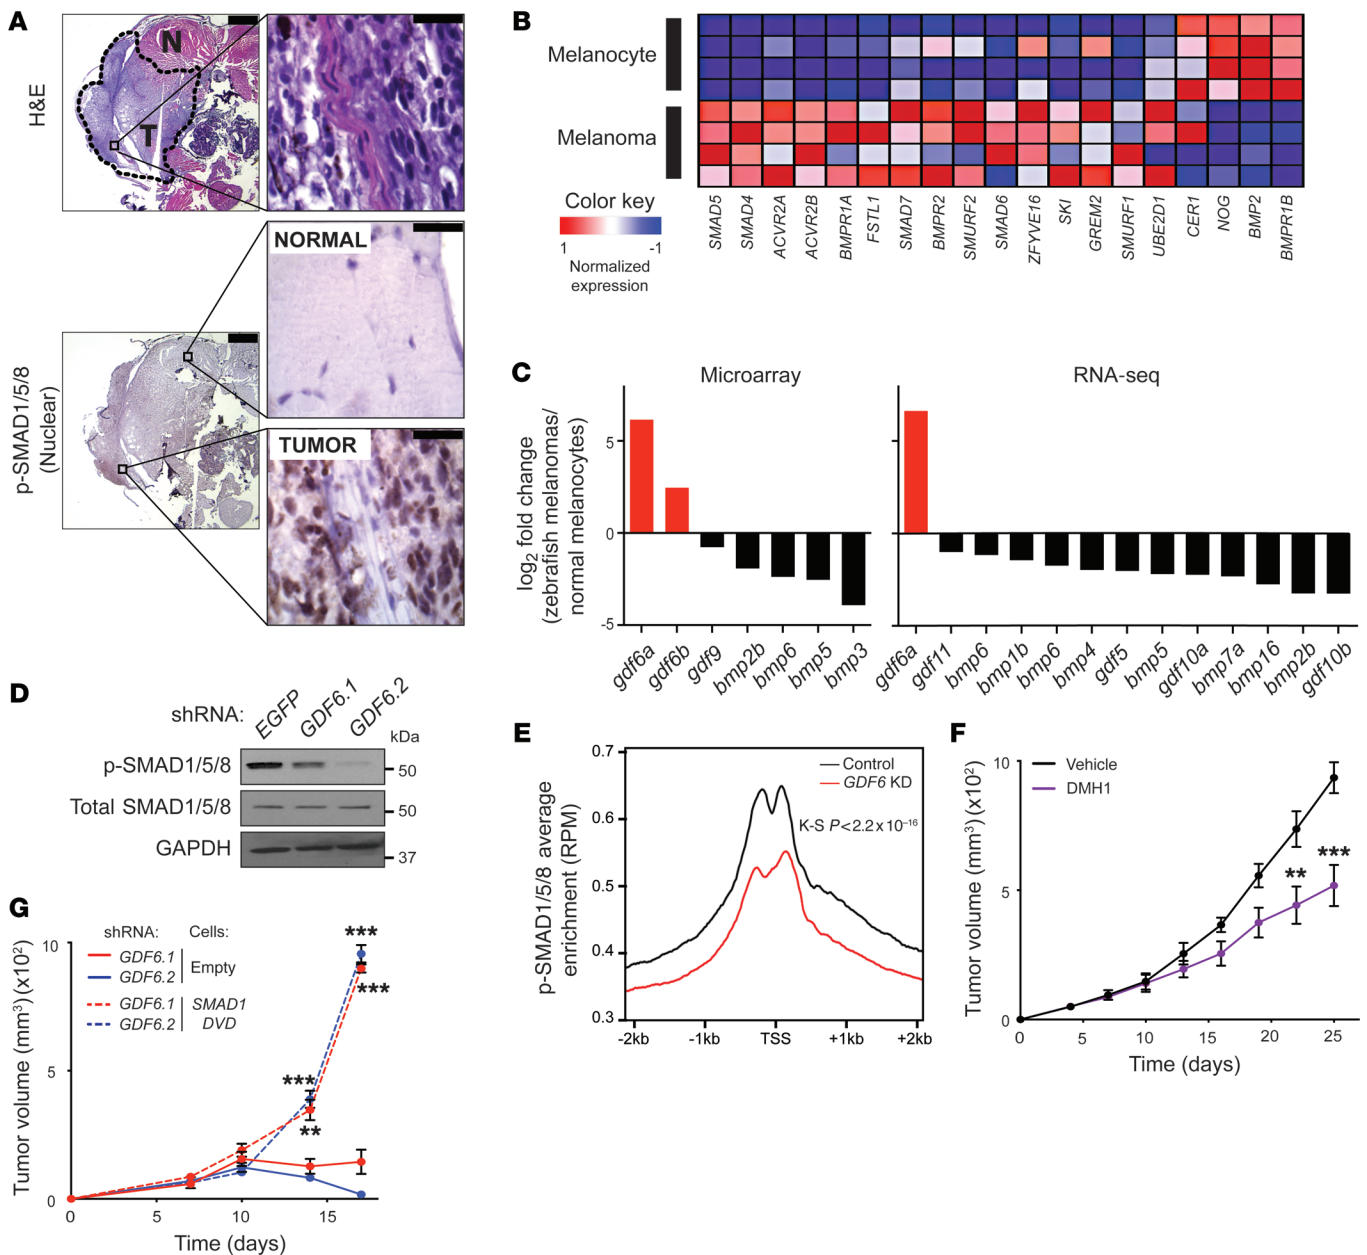 A
H&E
N
T
p-SMAD1/5/8
(Nuclear)
NORMAL
TUMOR
B
Melanocyte
Melanoma
Color key
1
-1
Normalized
expression
SMAD5
SMAD4
ACVR2A
ACVR2B
BMPR1A
FSTL1
SMAD7
BMPR2
SMURF2
SMAD6
ZFYVE16
SKI
GREM2
SMURF1
UBE2D1
CER1
NOG
BMP2
BMPR1B
C
Microarray
RNA-seq
log2 fold change
(zebrafish melanomas/
normal melanocytes)
5
0
-5
gdf6a
gdf6b
gdf9
bmp2b
bmp6
bmp5
bmp3
gdf6a
gdf11
bmp6
bmp1b
bmp6
bmp4
gdf5
bmp5
gdf10a
bmp7a
bmp16
bmp2b
gdf10b
D
shRNA:
EGFP
GDF6.1
GDF6.2
kDa
p-SMAD1/5/8
50
Total SMAD1/5/8
50
GAPDH
37
E
p-SMAD1/5/8 average
enrichment (RPM)
0.7
0.6
0.5
0.4
0.3
Control
GDF6 KD
K-S P<2.2x10–16
-2kb
-1kb
TSS
+1kb
+2kb
F
Tumor volume (mm3) (x102)
10
5
0
Vehicle
DMH1
**
***
0
5
10
15
20
25
Time (days)
G
shRNA:
Cells:
GDF6.1
GDF6.2
Empty
GDF6.1
GDF6.2
SMAD1
DVD
Tumor volume (mm3) (x102)
10
5
0
***
***
***
**
0
5
10
15
Time (days)